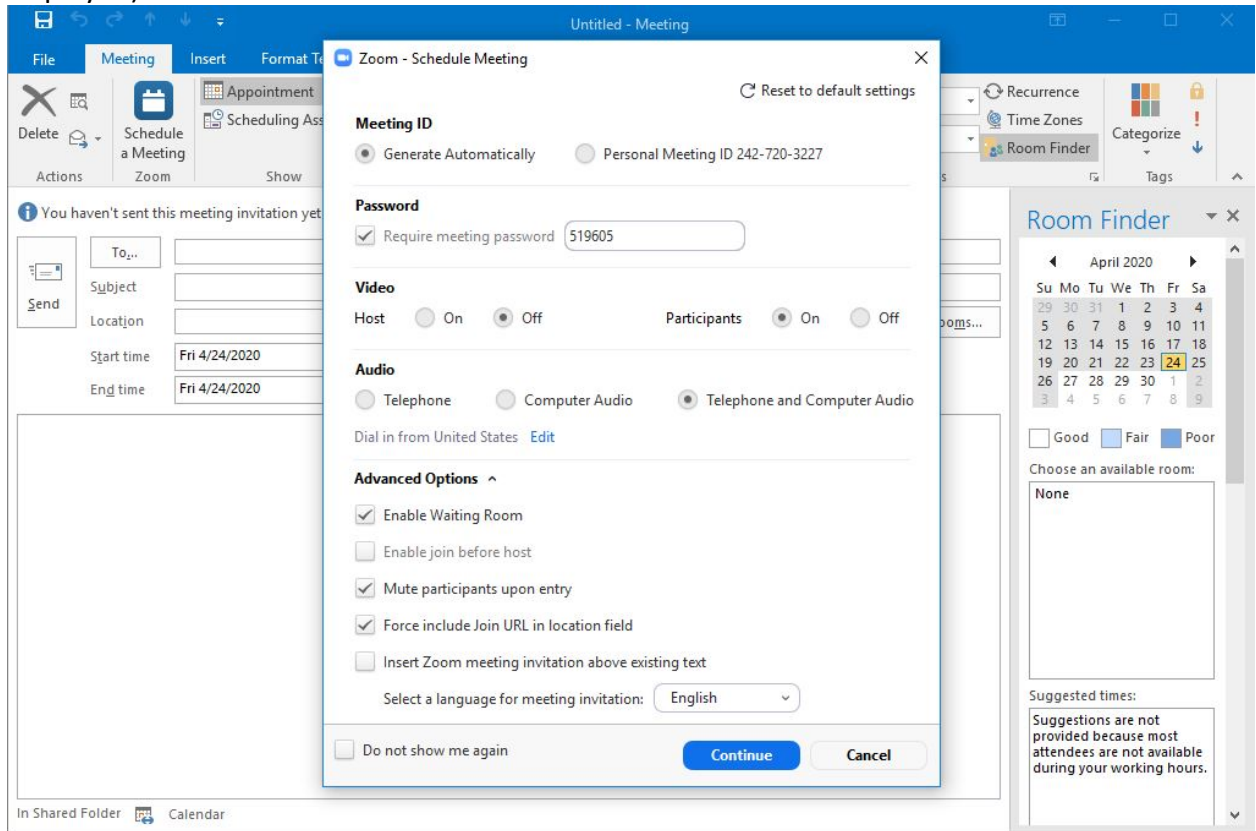 Untitled - Meeting
File Meeting Insert Format Te
Delete
Schedule a Meeting
Appointment
Scheduling Ass
Actions Zoom Show
Recurrence
Time Zones
Room Finder
Categorize
Tags
You haven't sent this meeting invitation yet
Send
To...
Subject
Location
ooms...
Start time Fri 4/24/2020
End time Fri 4/24/2020
Zoom - Schedule Meeting
Reset to default settings
Meeting ID
Generate Automatically Personal Meeting ID 242-720-3227
Password
Require meeting password 519605
Video
Host On Off Participants On Off
Audio
Telephone Computer Audio Telephone and Computer Audio
Dial in from United States Edit
Advanced Options
Enable Waiting Room
Enable join before host
Mute participants upon entry
Force include Join URL in location field
Insert Zoom meeting invitation above existing text
Select a language for meeting invitation: English
Do not show me again Continue Cancel
Room Finder
April 2020
Su Mo Tu We Th Fr Sa
29 30 31 1 2 3 4
5 6 7 8 9 10 11
12 13 14 15 16 17 18
19 20 21 22 23 24 25
26 27 28 29 30 1 2
3 4 5 6 7 8 9
Good Fair Poor
Choose an available room:
None
Suggested times:
Suggestions are not
provided because most
attendees are not available
during your working hours.
In Shared Folder Calendar